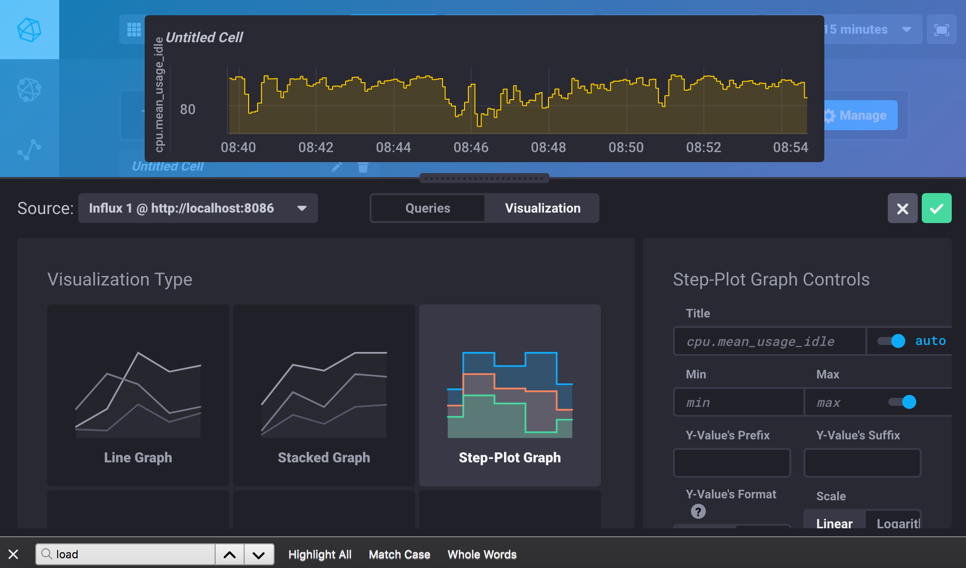 Untitled Cell
15 minutes
cpu.mean_usage_idle
80
08:40 08:42 08:44 08:46 08:48 08:50 08:52 08:54
Manage
Untitled Cell
Source: Influx 1 @ http://localhost:8086
Queries Visualization
Visualization Type
Line Graph Stacked Graph Step-Plot Graph
Step-Plot Graph Controls
Title
cpu.mean_usage_idle auto
Min Max
min max
Y-Value's Prefix Y-Value's Suffix
Y-Value's Format Scale
?
Linear Logarit
load Highlight All Match Case Whole Words